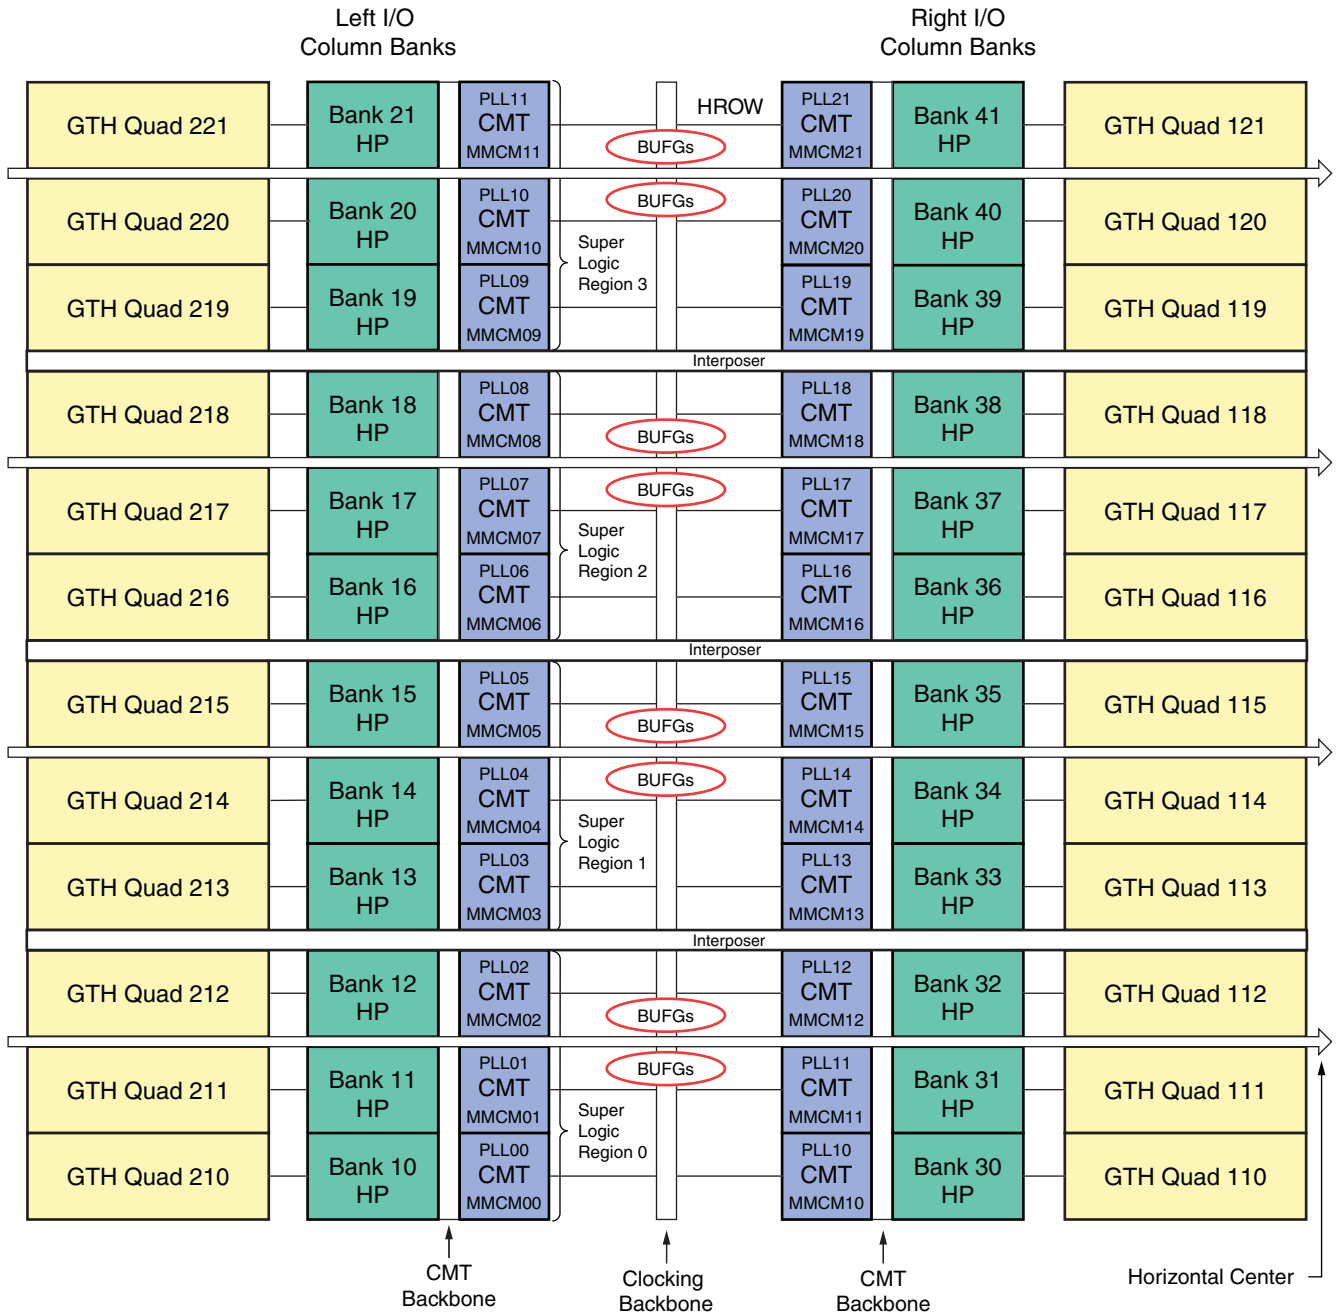 Left I/O
Column Banks
Right I/O
Column Banks
GTH Quad 221
Bank 21
HP
PLL11
CMT
MMCM11
BUFGs
HROW
PLL21
CMT
MMCM21
Bank 41
HP
GTH Quad 121
GTH Quad 220
Bank 20
HP
PLL10
CMT
MMCM10
BUFGs
PLL20
CMT
MMCM20
Bank 40
HP
GTH Quad 120
Super
Logic
Region 3
GTH Quad 219
Bank 19
HP
PLL09
CMT
MMCM09
PLL19
CMT
MMCM19
Bank 39
HP
GTH Quad 119
Interposer
GTH Quad 218
Bank 18
HP
PLL08
CMT
MMCM08
BUFGs
PLL18
CMT
MMCM18
Bank 38
HP
GTH Quad 118
GTH Quad 217
Bank 17
HP
PLL07
CMT
MMCM07
BUFGs
PLL17
CMT
MMCM17
Bank 37
HP
GTH Quad 117
Super
Logic
Region 2
GTH Quad 216
Bank 16
HP
PLL06
CMT
MMCM06
PLL16
CMT
MMCM16
Bank 36
HP
GTH Quad 116
Interposer
GTH Quad 215
Bank 15
HP
PLL05
CMT
MMCM05
BUFGs
PLL15
CMT
MMCM15
Bank 35
HP
GTH Quad 115
GTH Quad 214
Bank 14
HP
PLL04
CMT
MMCM04
BUFGs
PLL14
CMT
MMCM14
Bank 34
HP
GTH Quad 114
Super
Logic
Region 1
GTH Quad 213
Bank 13
HP
PLL03
CMT
MMCM03
PLL13
CMT
MMCM13
Bank 33
HP
GTH Quad 113
Interposer
GTH Quad 212
Bank 12
HP
PLL02
CMT
MMCM02
BUFGs
PLL12
CMT
MMCM12
Bank 32
HP
GTH Quad 112
GTH Quad 211
Bank 11
HP
PLL01
CMT
MMCM01
BUFGs
PLL11
CMT
MMCM11
Bank 31
HP
GTH Quad 111
Super
Logic
Region 0
GTH Quad 210
Bank 10
HP
PLL00
CMT
MMCM00
PLL10
CMT
MMCM10
Bank 30
HP
GTH Quad 110
CMT
Backbone
Clocking
Backbone
CMT
Backbone
Horizontal Center